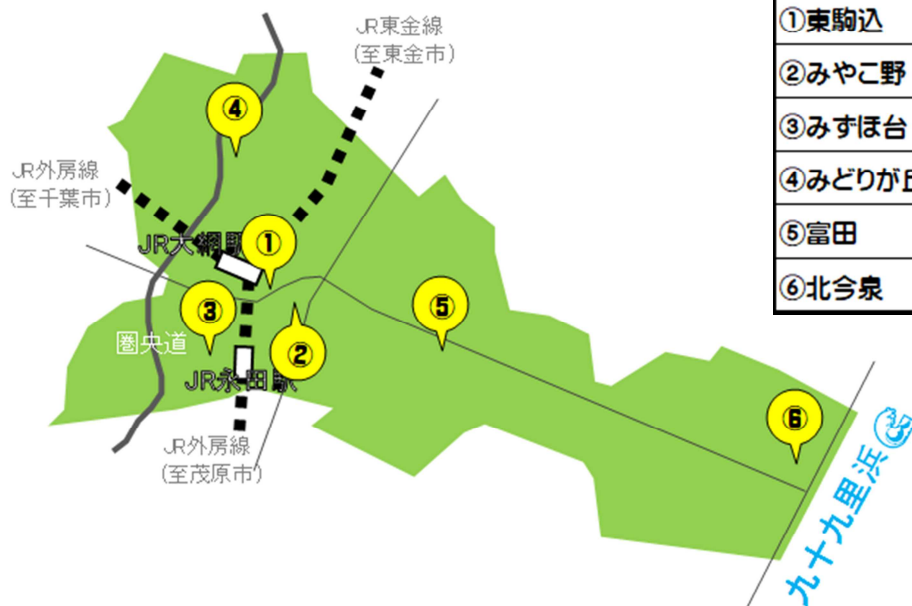 JR東金線
(至東金市)
①東駒込
②みやこ野
③みずほ台
④みどりが丘
⑤富田
⑥北今泉
④
JR外房線
(至千葉市)
JR大網駅
①
③
⑤
圏央道
②
JR永田駅
⑥
JR外房線
(至茂原市)
九十九里浜